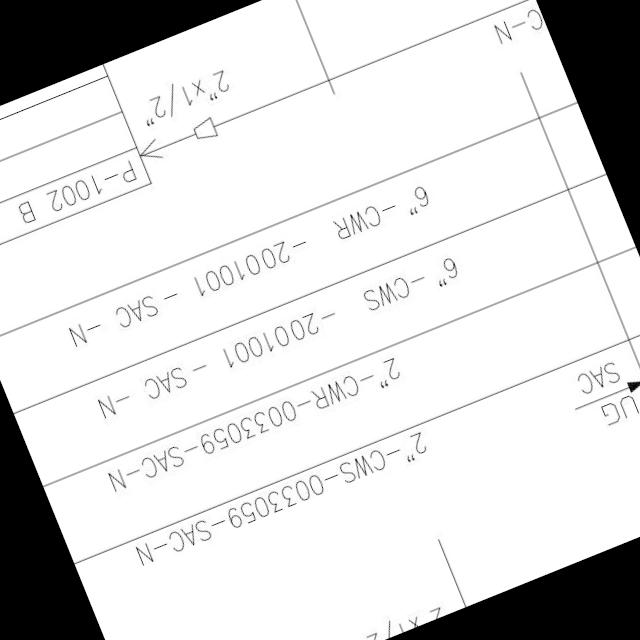 2"x1/2
UG
SAC
2"-CWS-0033059-SAC-N
2"-CWR-0033059-SAC-N
6" -CWS -2001001 - SAC -N
6" -CWR -2001001 - SAC -N
C-N
P-1002 B
2"x1/2"